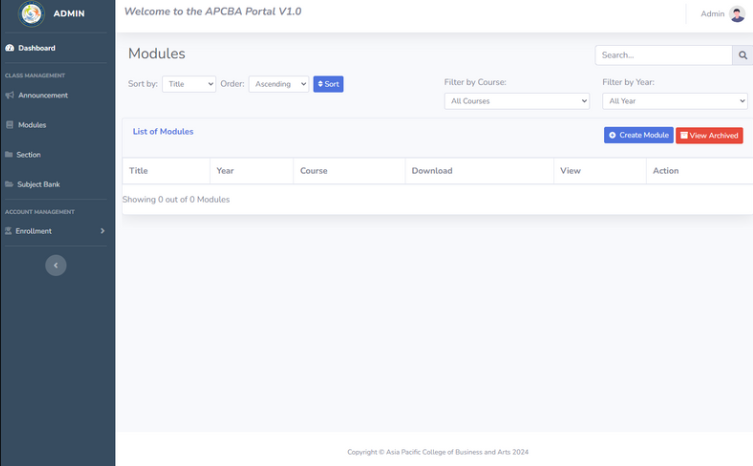 ADMIN
Welcome to the APCBA Portal V1.0
Admin
Dashboard
CLASS MANAGEMENT
Announcement
Modules
Section
Subject Bank
ACCOUNT MANAGEMENT
Enrollment
Modules
Search...
Sort by: Title Order: Ascending Sort
Filter by Course:
All Courses
Filter by Year:
All Year
List of Modules
Create Module
View Archived
Title Year Course Download View Action
Showing 0 out of 0 Modules
Copyright © Asia Pacific College of Business and Arts 2024